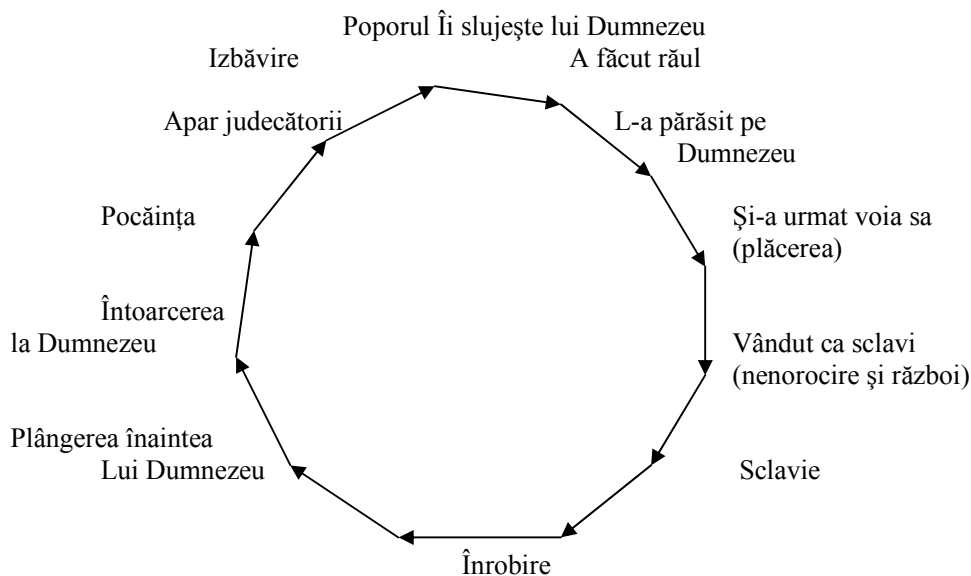 Poporul Îi slujeşte lui Dumnezeu
A făcut răul
L-a părăsit pe
Dumnezeu
Şi-a urmat voia sa
(plăcerea)
Vândut ca sclavi
(nenorocire şi război)
Sclavie
Înrobire
Plângerea înaintea
Lui Dumnezeu
Întoarcerea
la Dumnezeu
Pocăința
Apar judecătorii
Izbăvire